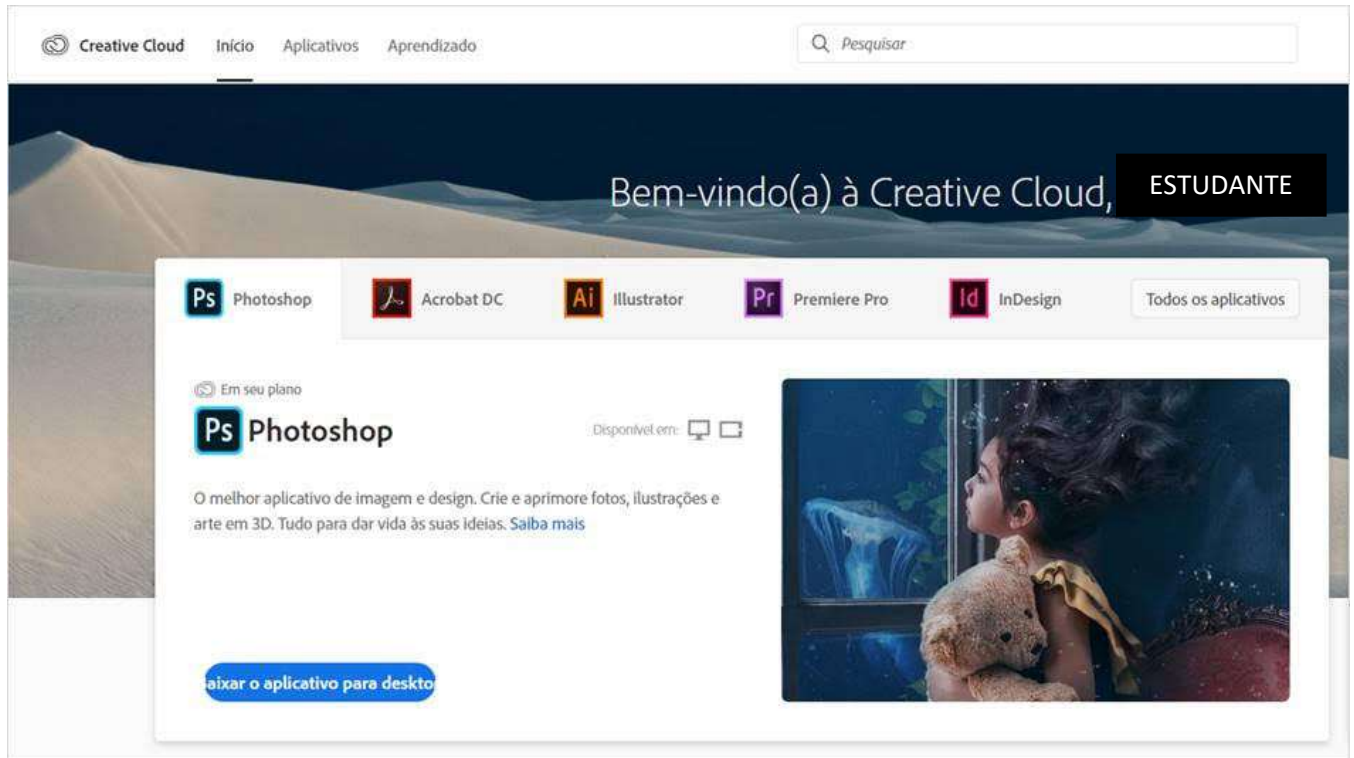 Creative Cloud Início Aplicativos Aprendizado Pesquisar
Bem-vindo(a) à Creative Cloud, ESTUDANTE
Ps Photoshop Acrobat DC Ai Illustrator Pr Premiere Pro Id InDesign Todos os aplicativos
Em seu plano
Ps Photoshop Disponível em:
O melhor aplicativo de imagem e design. Crie e aprimore fotos, ilustrações e
arte em 3D. Tudo para dar vida às suas ideias. Saiba mais
aixar o aplicativo para deskto